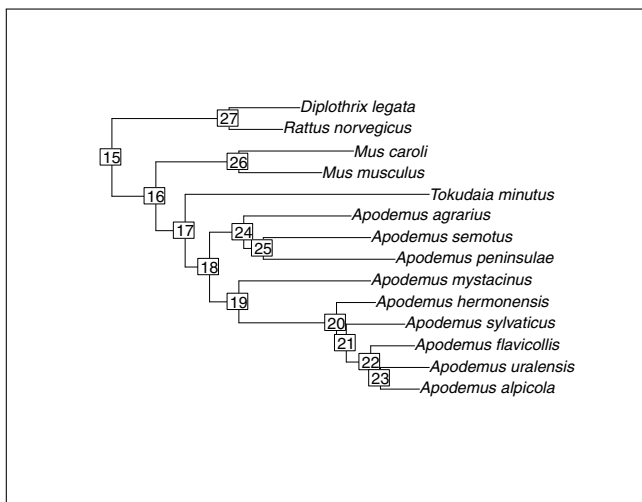 Diplothrix legata
27
Rattus norvegicus
15
Mus caroli
26
16
Mus musculus
Tokudaia minutus
17
Apodemus agrarius
24
Apodemus semotus
25
Apodemus peninsulae
18
Apodemus mystacinus
19
Apodemus hermonensis
20
Apodemus sylvaticus
21
Apodemus flavicollis
22
Apodemus uralensis
23
Apodemus alpicola